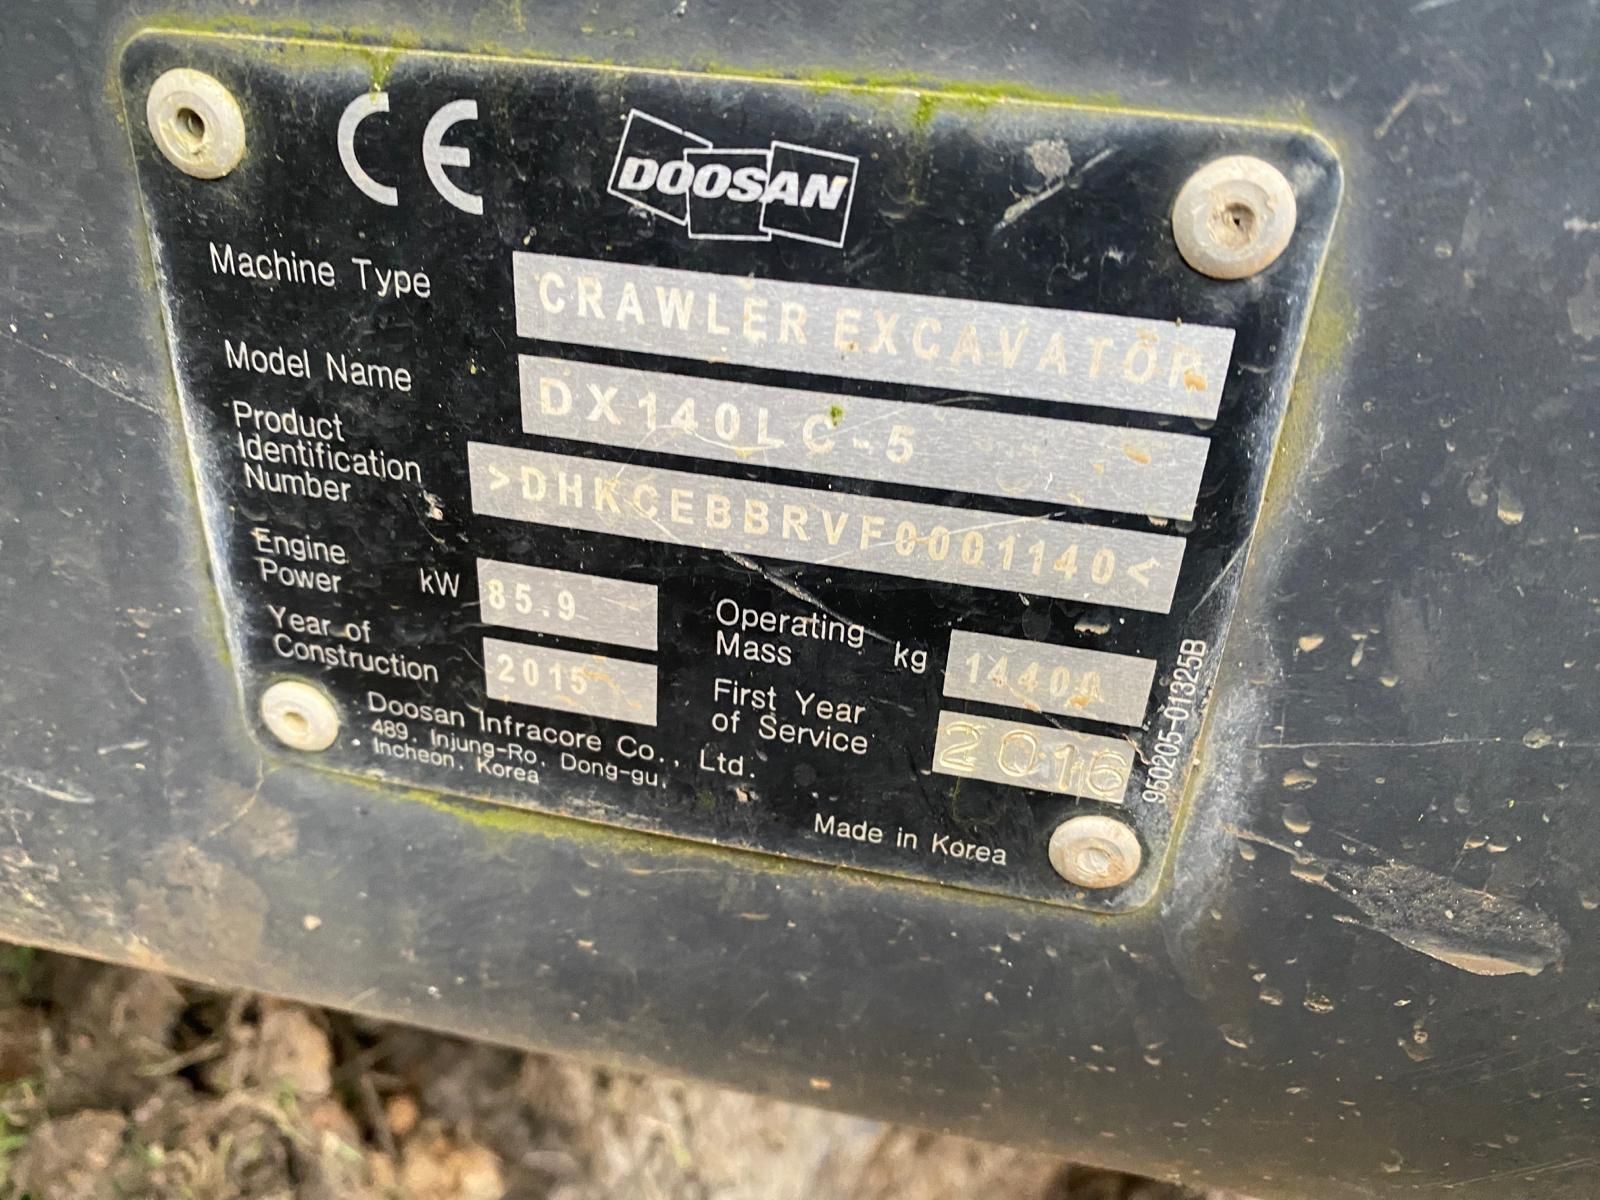 CE DOOSAN
Machine Type CRAWLER EXCAVATOR
Model Name DX140LC-5
Product
Identification
Number >DHKCEBBRVF0001140<
Engine
Power kW 85.9
Operating
Mass kg 14400
Year of
Construction 2015
First Year
of Service 2016
Doosan Infracore Co., Ltd.
489, Injung-Ro, Dong-gu,
Incheon, Korea
Made in Korea
950205-01325B